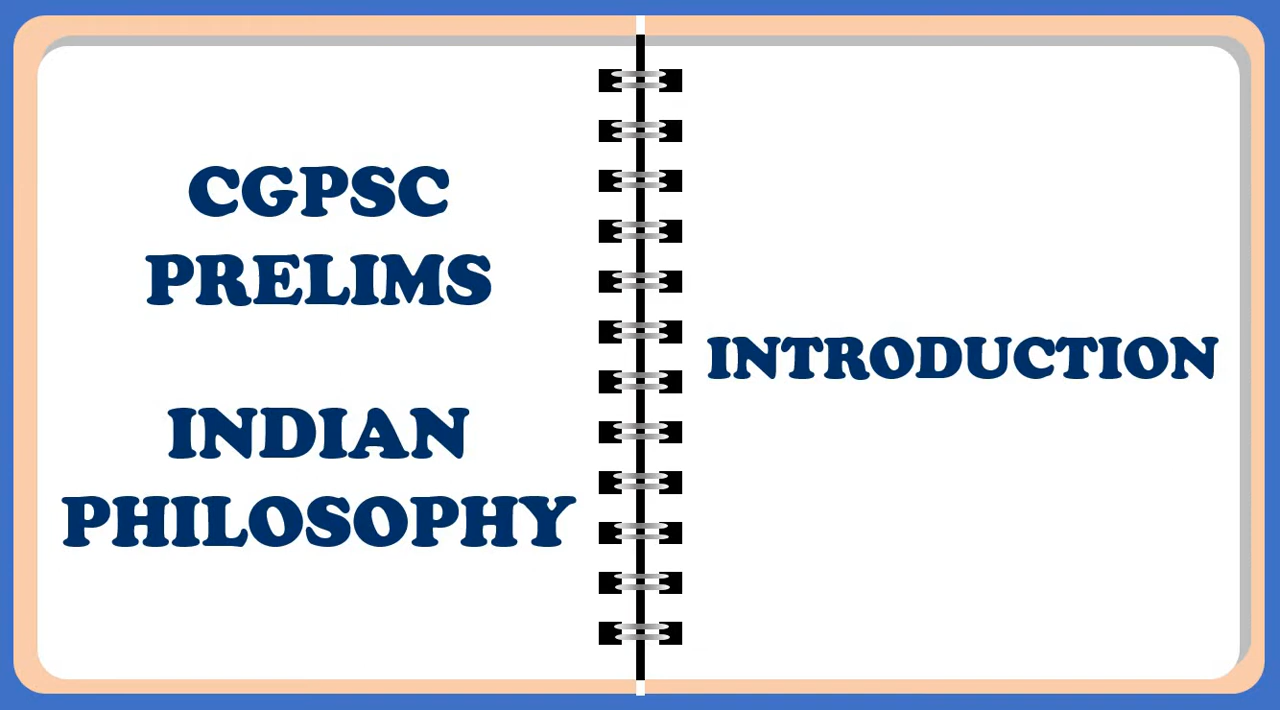 CGPSC
PRELIMS
INDIAN
PHILOSOPHY
INTRODUCTION